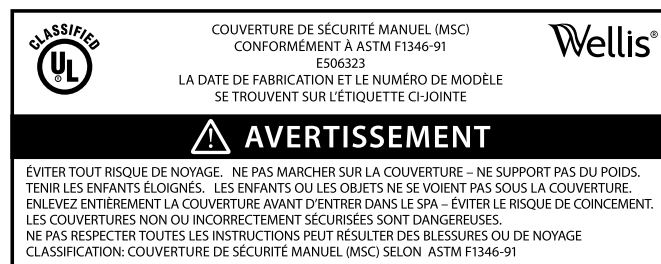 CLASSIFIED
UL®
COUVERTURE DE SÉCURITÉ MANUEL (MSC)
CONFORMÉMENT À ASTM F1346-91
E506323
LA DATE DE FABRICATION ET LE NUMÉRO DE MODÈLE
SE TROUVENT SUR L'ÉTIQUETTE CI-JOINTE
Wellis®
AVERTISSEMENT
ÉVITER TOUT RISQUE DE NOYAGE. NE PAS MARCHER SUR LA COUVERTURE – NE SUPPORT PAS DU POIDS.
TENIR LES ENFANTS ÉLOIGNÉS. LES ENFANTS OU LES OBJETS NE SE VOIENT PAS SOUS LA COUVERTURE.
ENLEVEZ ENTIÈREMENT LA COUVERTURE AVANT D'ENTRER DANS LE SPA – ÉVITER LE RISQUE DE COINCEMENT.
LES COUVERTURES NON OU INCORRECTEMENT SÉCURISÉES SONT DANGEREUSES.
NE PAS RESPECTER TOUTES LES INSTRUCTIONS PEUT RÉSULTER DES BLESSURES OU DE NOYAGE
CLASSIFICATION: COUVERTURE DE SÉCURITÉ MANUEL (MSC) SELON ASTM F1346-91